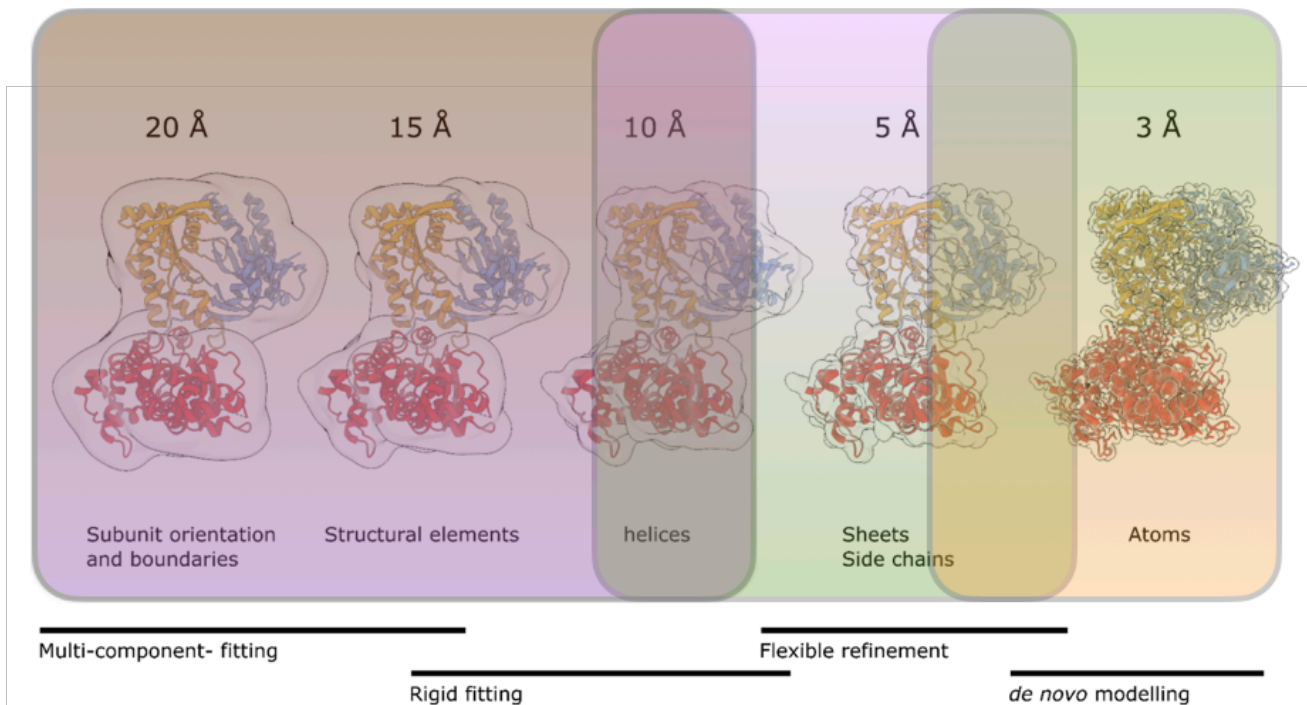 20 Å
15 Å
10 Å
5 Å
3 Å
Subunit orientation
and boundaries
Structural elements
helices
Sheets
Side chains
Atoms
Multi-component- fitting
Flexible refinement
Rigid fitting
de novo modelling